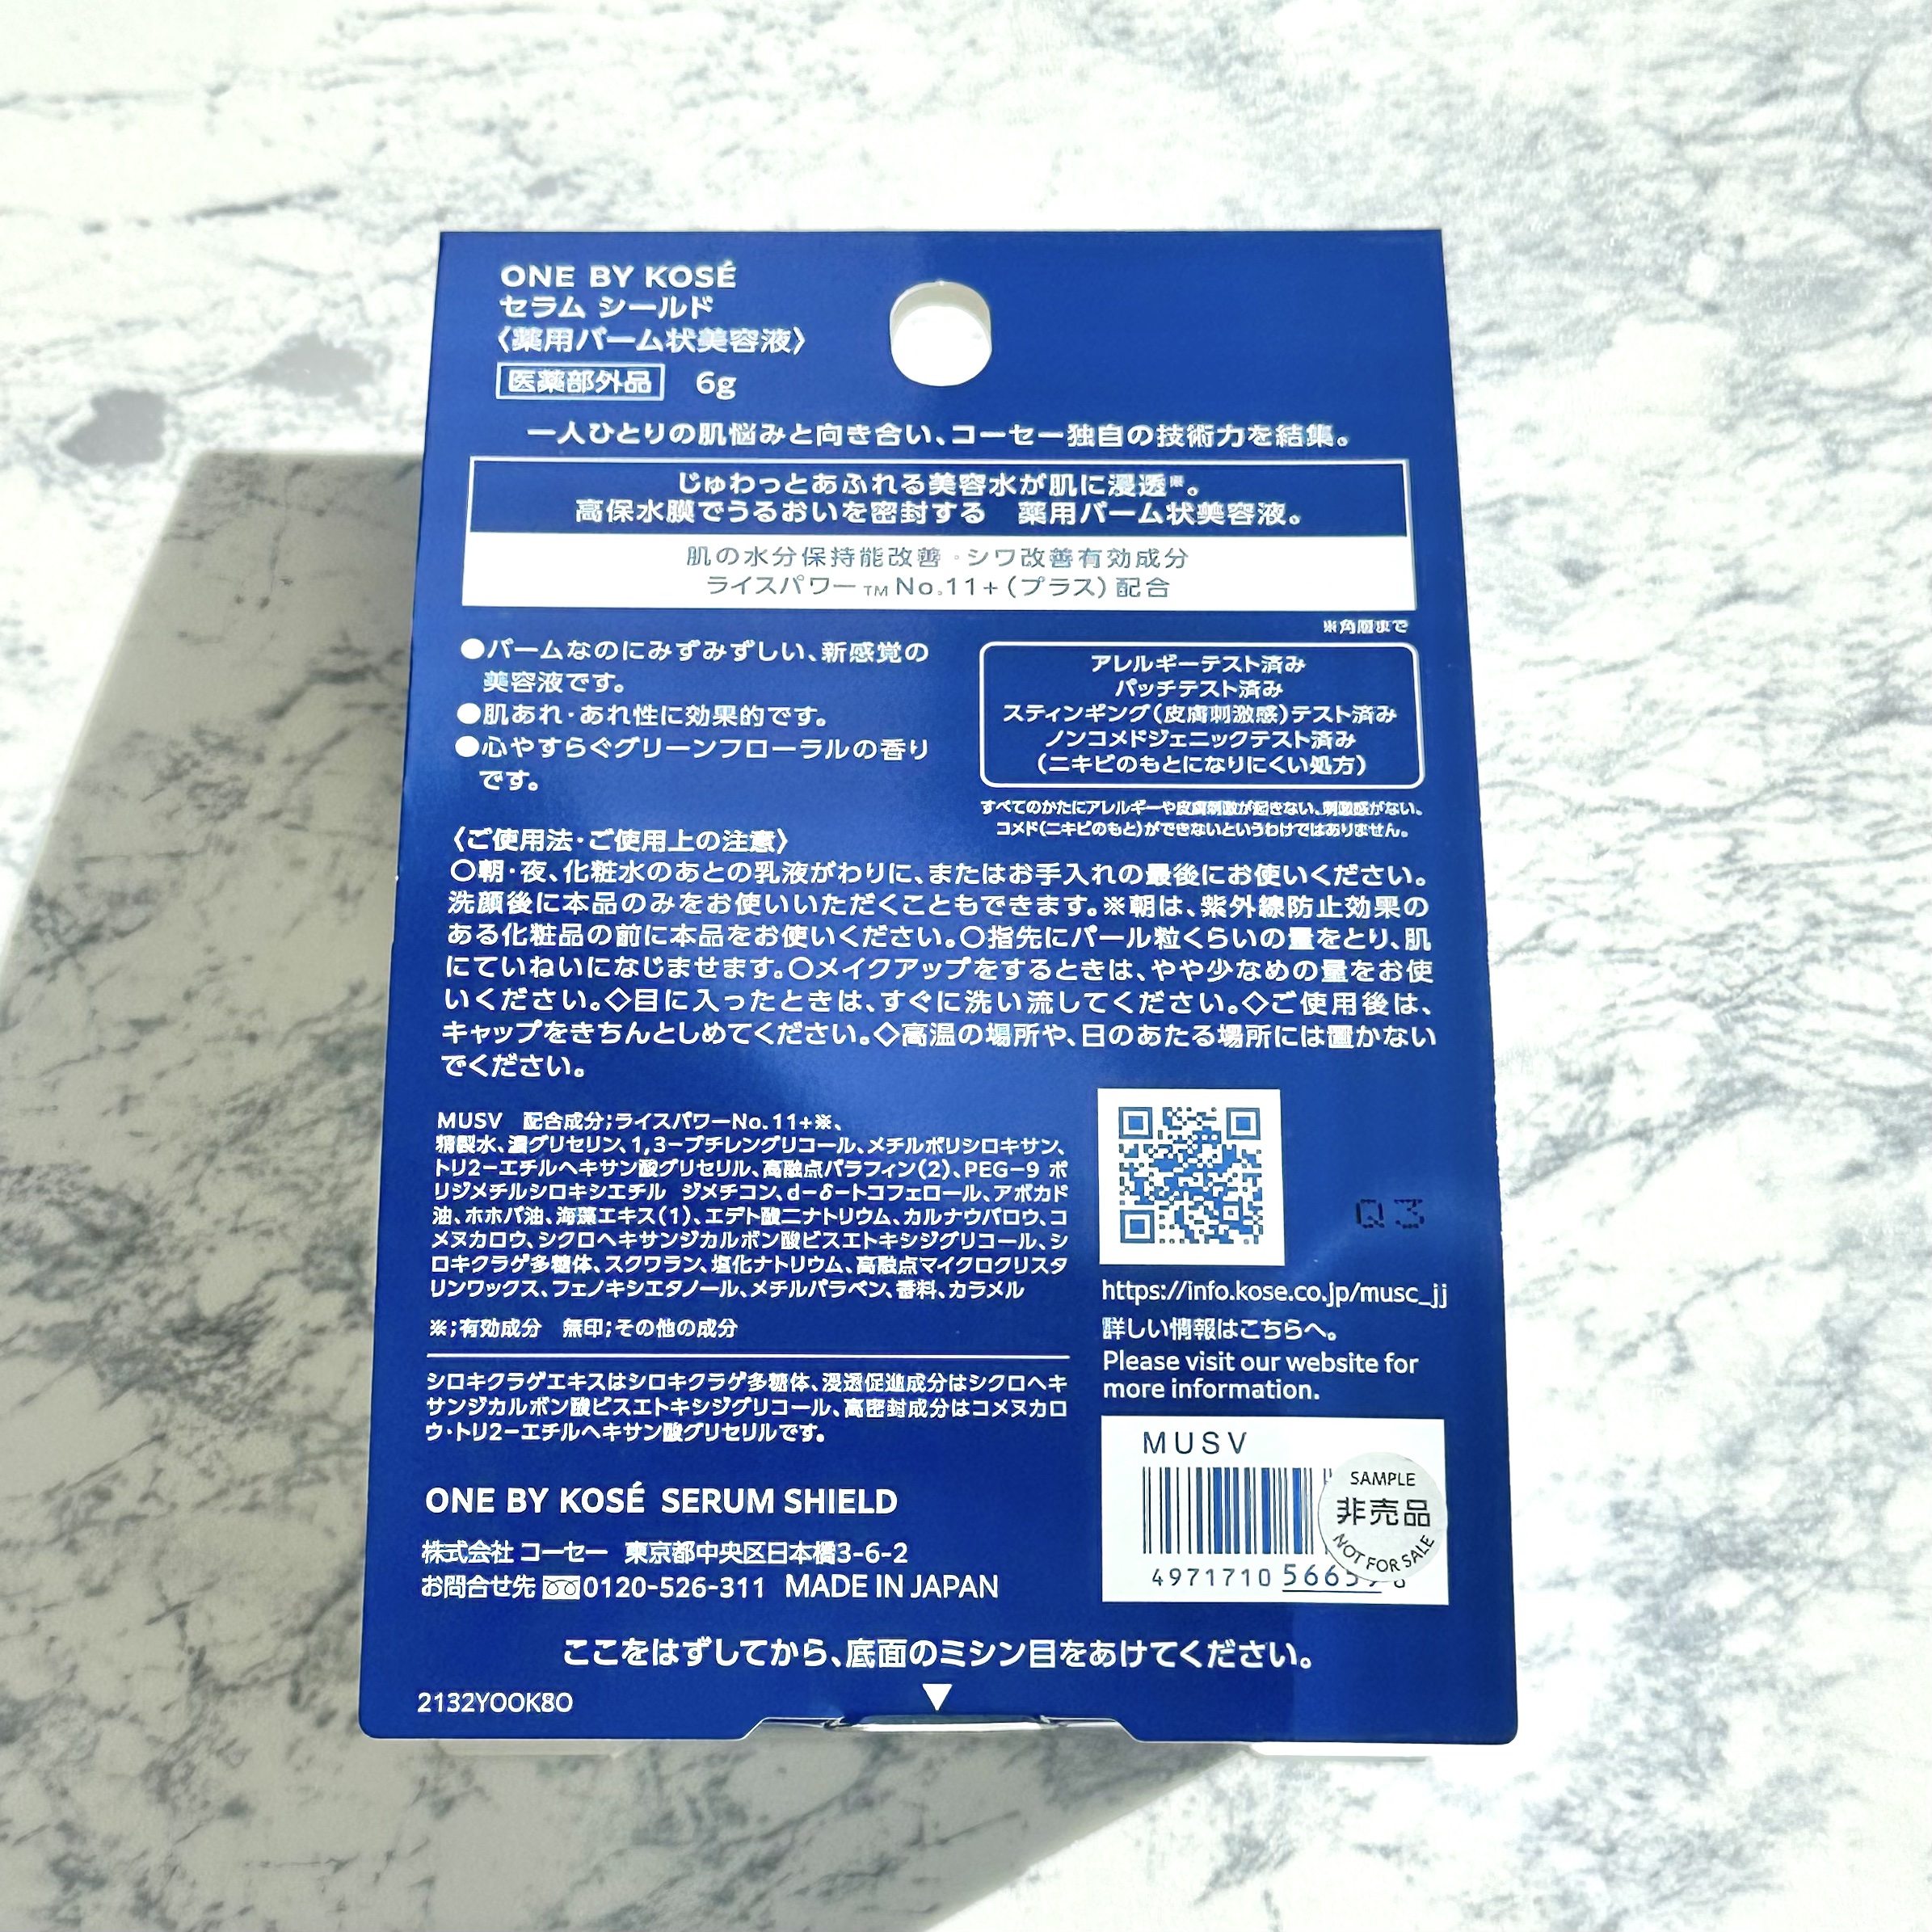 ONE BY KOSÉ
セラム シールド
〈薬用バーム状美容液〉
医薬部外品 6g
一人ひとりの肌悩みと向き合い、コーセー独自の技術力を結集。
じゅわっとあふれる美容水が肌に浸透※。
高保水膜でうるおいを密封する 薬用バーム状美容液。
肌の水分保持能改善・シワ改善有効成分
ライスパワー™No.11+(プラス)配合
※角層まで
●バームなのにみずみずしい、新感覚の
美容液です。
●肌あれ・あれ性に効果的です。
●心やすらぐグリーンフローラルの香り
です。
アレルギーテスト済み
パッチテスト済み
スティンギング(皮膚刺激感)テスト済み
ノンコメドジェニックテスト済み
(ニキビのもとになりにくい処方)
すべてのかたにアレルギーや皮膚刺激が起きない、刺激感がない、
コメド(ニキビのもと)ができないというわけではありません。
〈ご使用法・ご使用上の注意〉
○朝・夜、化粧水のあとの乳液がわりに、またはお手入れの最後にお使いください。
洗顔後に本品のみをお使いいただくこともできます。※朝は、紫外線防止効果の
ある化粧品の前に本品をお使いください。○指先にパール粒くらいの量をとり、肌
にていねいになじませます。○メイクアップをするときは、やや少なめの量をお使
いください。◇目に入ったときは、すぐに洗い流してください。◇ご使用後は、
キャップをきちんとしめてください。◇高温の場所や、日のあたる場所には置かない
でください。
MUSV 配合成分;ライスパワーNo.11+※、
精製水、濃グリセリン、1,3−ブチレングリコール、メチルポリシロキサン、
トリ2−エチルヘキサン酸グリセリル、高融点パラフィン(2)、PEG−9 ポ
リジメチルシロキシエチル ジメチコン、d−δ−トコフェロール、アボカド
油、ホホバ油、海藻エキス(1)、エデト酸二ナトリウム、カルナウバロウ、コ
メヌカロウ、シクロヘキサンジカルボン酸ビスエトキシジグリコール、シ
ロキクラゲ多糖体、スクワラン、塩化ナトリウム、高融点マイクロクリスタ
リンワックス、フェノキシエタノール、メチルパラベン、香料、カラメル
※;有効成分 無印;その他の成分
シロキクラゲエキスはシロキクラゲ多糖体、浸透促進成分はシクロヘキ
サンジカルボン酸ビスエトキシジグリコール、高密封成分はコメヌカロ
ウ・トリ2−エチルヘキサン酸グリセリルです。
ONE BY KOSÉ SERUM SHIELD
株式会社 コーセー 東京都中央区日本橋3-6-2
お問合せ先 0120-526-311 MADE IN JAPAN
Q3
https://info.kose.co.jp/musc_jj
詳しい情報はこちらへ。
Please visit our website for
more information.
MUSV
SAMPLE
非売品
NOT FOR SALE
4971710
ここをはずしてから、底面のミシン目をあけてください。
2132YOOK8O